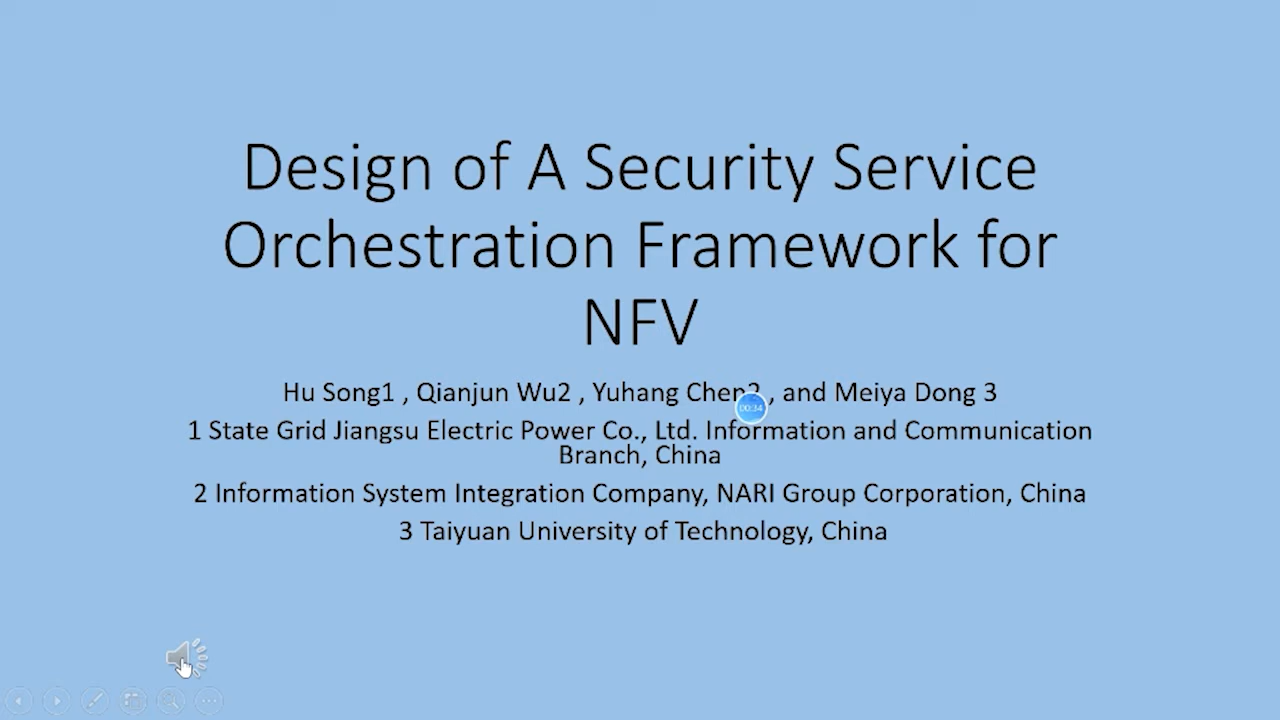 Design of A Security Service
Orchestration Framework for
NFV
Hu Song1 , Qianjun Wu2 , Yuhang Chen2 , and Meiya Dong 3
00:34
1 State Grid Jiangsu Electric Power Co., Ltd. Information and Communication
Branch, China
2 Information System Integration Company, NARI Group Corporation, China
3 Taiyuan University of Technology, China